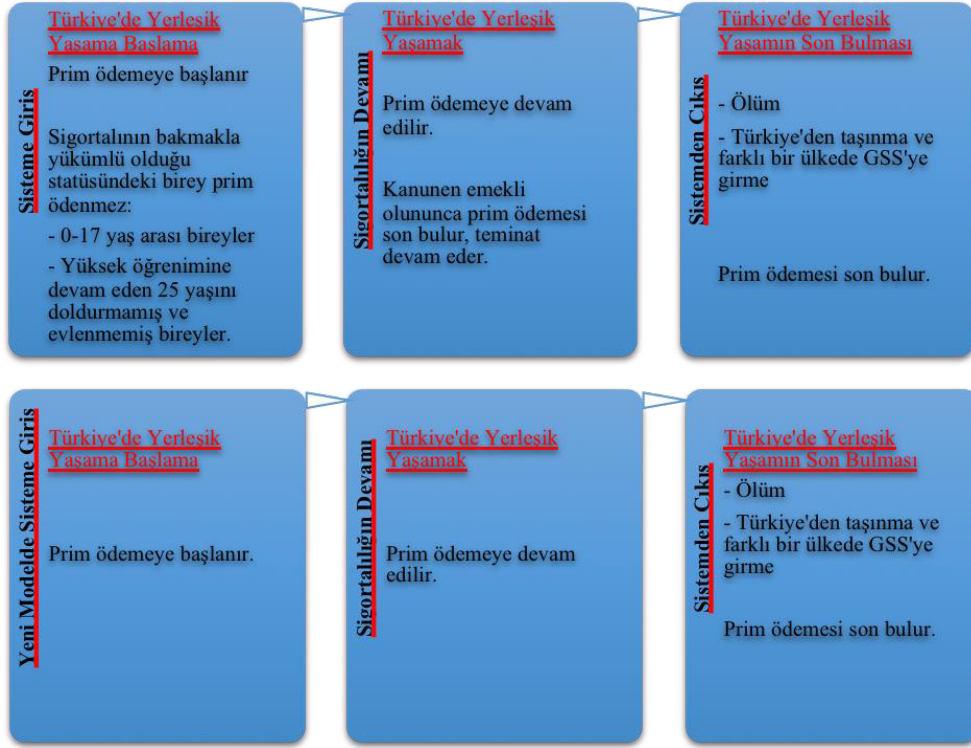 Sisteme Giris
Türkiye'de Yerleşik
Yaşama Başlama
Prim ödemeye başlanır
Sigortalının bakmakla
yükümlü olduğu
statüsündeki birey prim
ödenmez:
- 0-17 yaş arası bireyler
- Yüksek öğrenimine
devam eden 25 yaşını
doldurmamış ve
evlenmemiş bireyler.
Sigortalılığın Devamı
Türkiye'de Yerleşik
Yaşamak
Prim ödemeye devam
edilir.
Kanunen emekli
olununca prim ödemesi
son bulur, teminat
devam eder.
Sistemden Cıkıs
Türkiye'de Yerleşik
Yaşamın Son Bulması
- Ölüm
- Türkiye'den taşınma ve
farklı bir ülkede GSS'ye
girme
Prim ödemesi son bulur.
Yeni Modelde Sisteme Giris
Türkiye'de Yerleşik
Yaşama Başlama
Prim ödemeye başlanır.
Sigortalılığın Devamı
Türkiye'de Yerleşik
Yaşamak
Prim ödemeye devam
edilir.
Sistemden Cıkıs
Türkiye'de Yerleşik
Yaşamın Son Bulması
- Ölüm
- Türkiye'den taşınma ve
farklı bir ülkede GSS'ye
girme
Prim ödemesi son bulur.